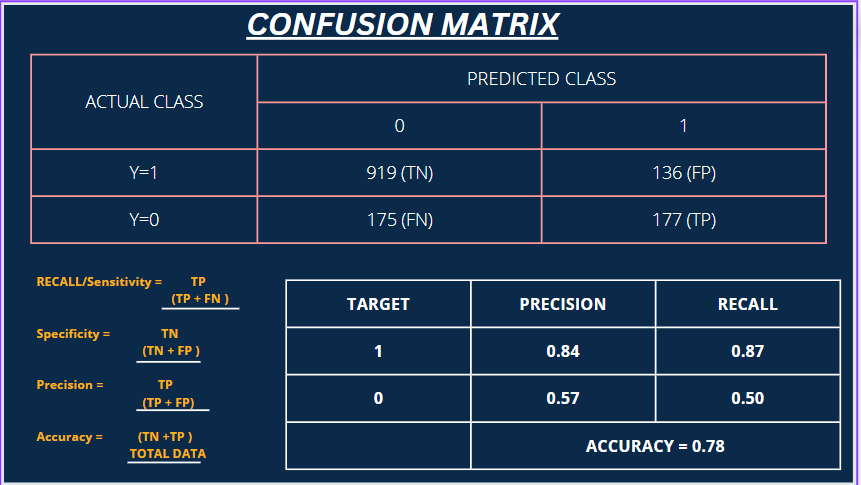 CONFUSION MATRIX
ACTUAL CLASS
PREDICTED CLASS
0 1
Y=1 919 (TN) 136 (FP)
Y=0 175 (FN) 177 (TP)
RECALL/Sensitivity = TP
(TP + FN )
Specificity = TN
(TN + FP )
Precision = TP
(TP + FP)
Accuracy = (TN +TP )
TOTAL DATA
TARGET PRECISION RECALL
1 0.84 0.87
0 0.57 0.50
ACCURACY = 0.78